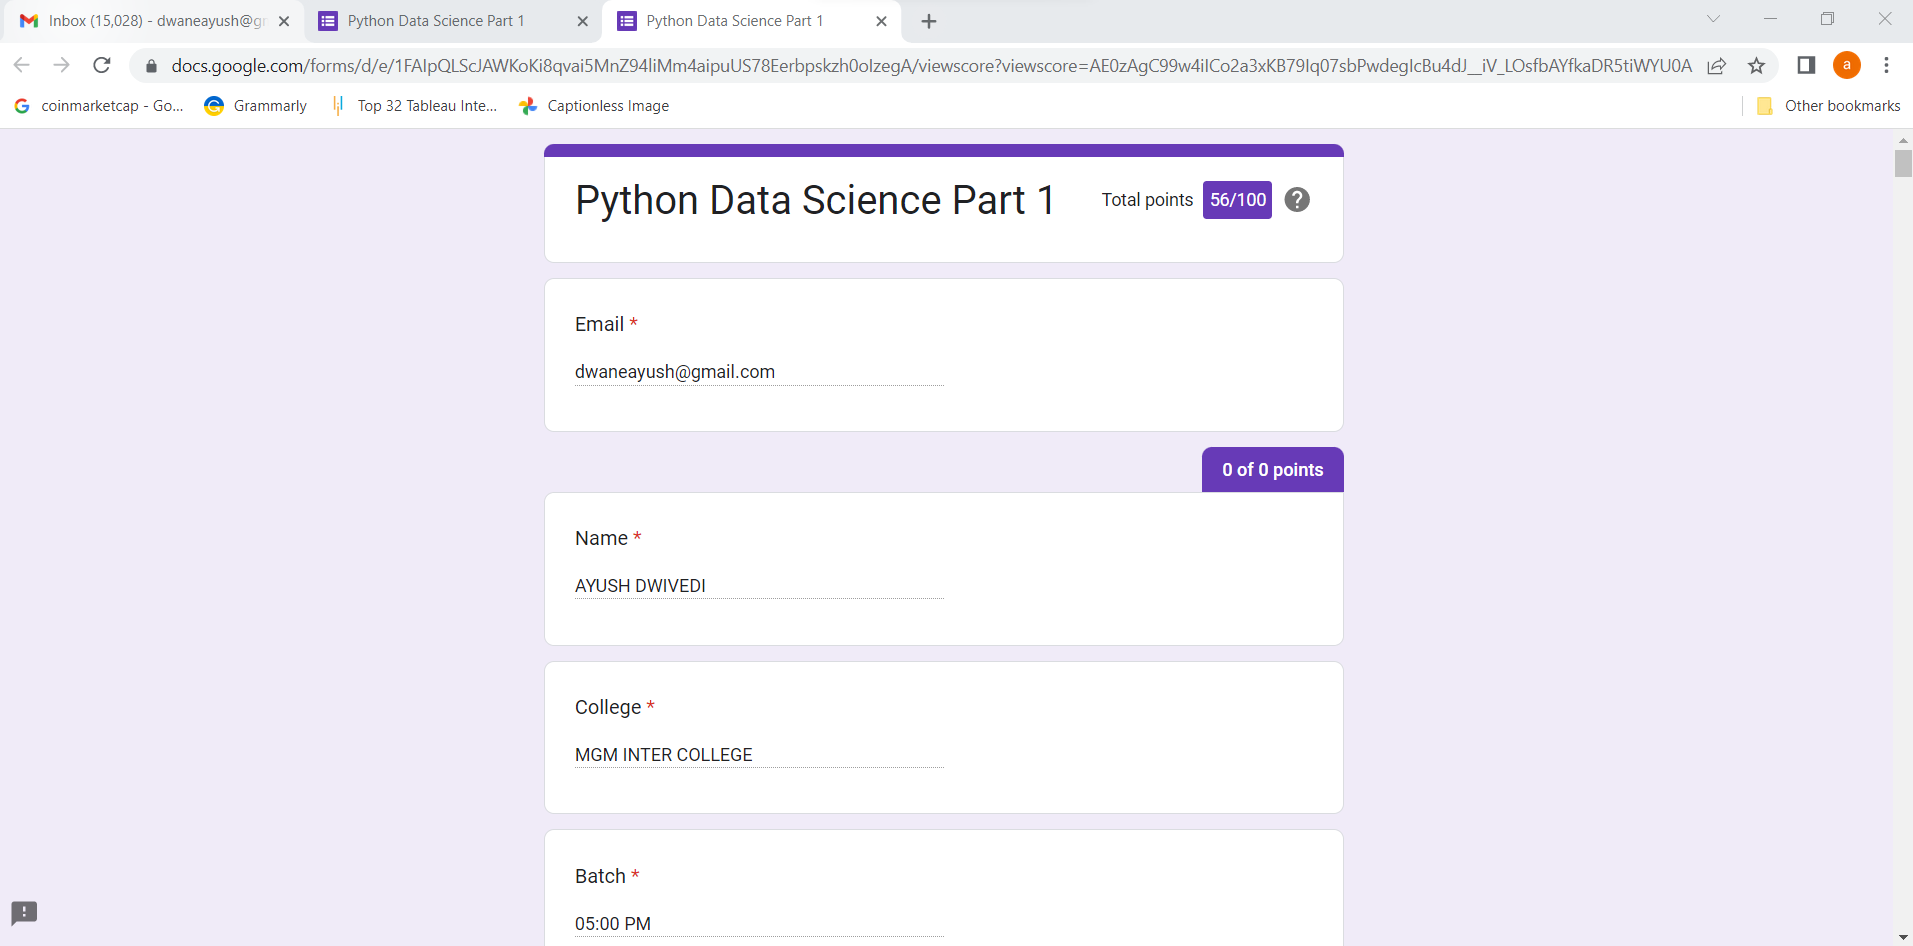 Inbox (15,028) - dwaneayush@gr
Python Data Science Part 1
Python Data Science Part 1
docs.google.com/forms/d/e/1FAIpQLScJAWKoKi8qvai5MnZ94liMm4aipuUS78Eerbpskzh0oIzegA/viewscore?viewscore=AE0zAgC99w4iICo2a3xKB79Iq07sbPwdegIcBu4dJ__iV_LOsfbAYfkaDR5tiWYU0A
a
coinmarketcap - Go...
Grammarly
Top 32 Tableau Inte...
Captionless Image
Other bookmarks
Python Data Science Part 1
Total points 56/100
Email *
dwaneayush@gmail.com
0 of 0 points
Name *
AYUSH DWIVEDI
College *
MGM INTER COLLEGE
Batch *
05:00 PM